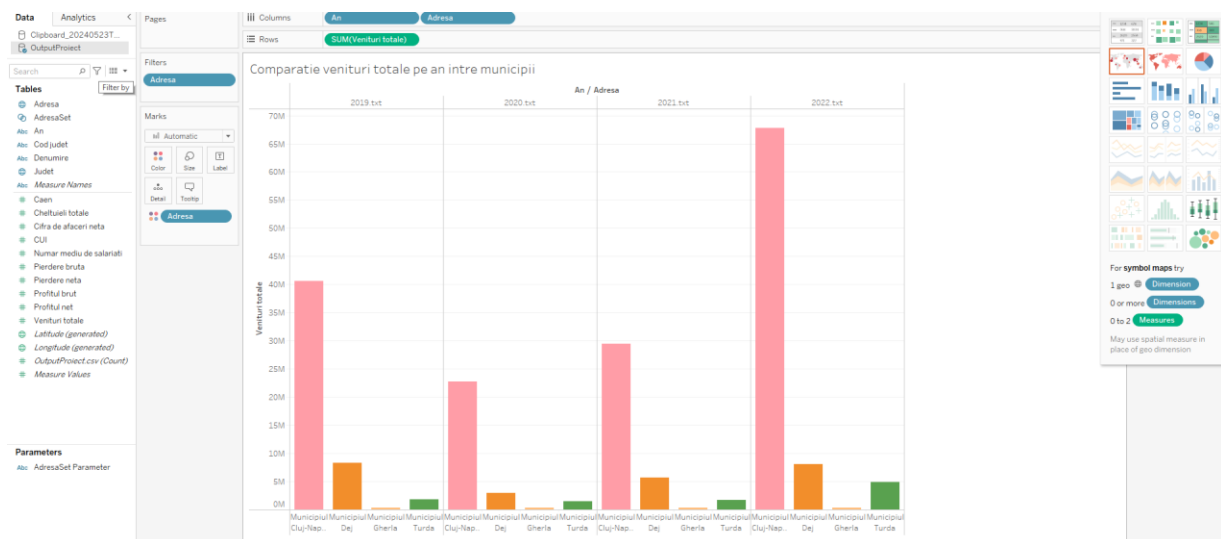 Data Analytics
Clipboard_20240523T...
OutputProiect
Search
Filter by
Tables
Adresa
AdresaSet
Abc An
Abc Cod judet
Abc Denumire
Judet
Abc Measure Names
Caen
Cheltuieli totale
Cifra de afaceri neta
CUI
Numar mediu de salariati
Pierdere bruta
Pierdere neta
Profitul brut
Profitul net
Venituri totale
Latitude (generated)
Longitude (generated)
OutputProiect.csv (Count)
Measure Values
Parameters
Abc AdresaSet Parameter
Pages
Filters
Adresa
Marks
Automatic
Color Size Label
Detail Tooltip
Adresa
Columns An Adresa
Rows SUM(Venituri totale)
Comparatie venituri totale pe an intre municipii
An / Adresa
2019.txt 2020.txt 2021.txt 2022.txt
Venituri totale
70M
65M
60M
55M
50M
45M
40M
35M
30M
25M
20M
15M
10M
5M
0M
Municipiul Municipiul Municipiul Municipiul Municipiul Municipiul Municipiul Municipiul Municipiul Municipiul Municipiul Municipiul Municipiul Municipiul Municipiul Municipiul
Cluj-Nap.. Dej Gherla Turda Cluj-Nap.. Dej Gherla Turda Cluj-Nap.. Dej Gherla Turda Cluj-Nap.. Dej Gherla Turda
For symbol maps try
1 geo Dimension
0 or more Dimensions
0 to 2 Measures
May use spatial measure in
place of geo dimension